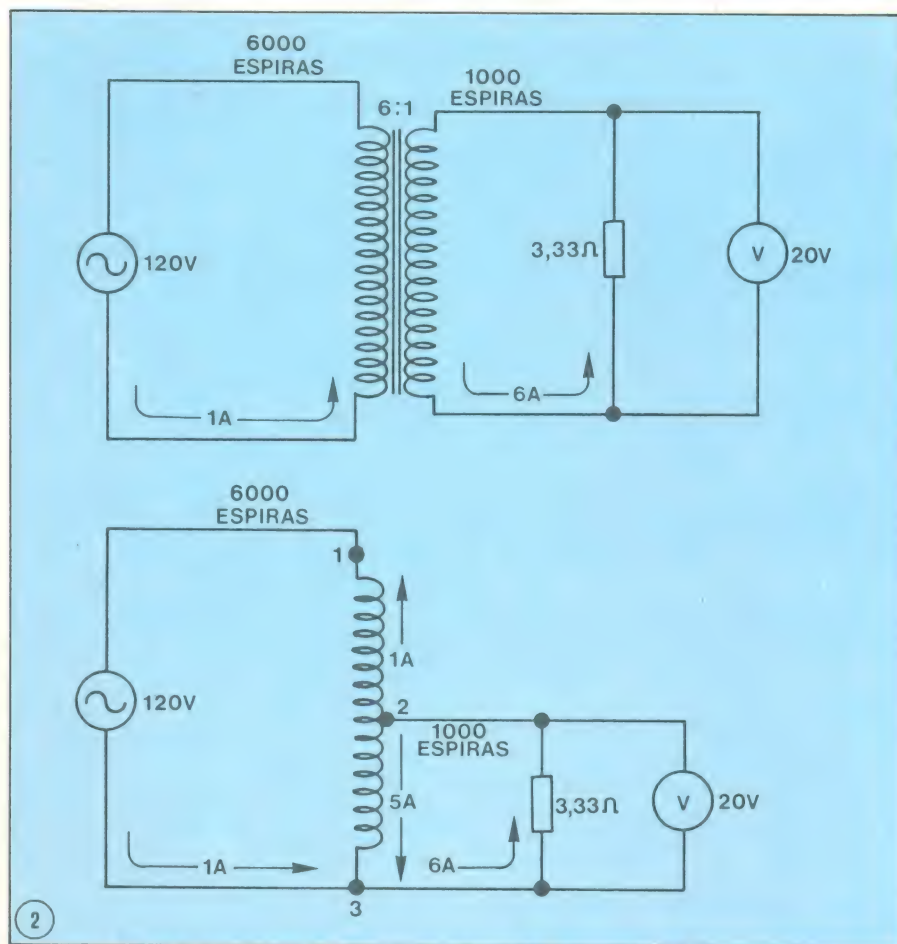 6000
ESPIRAS
1000
ESPIRAS
6:1
120V
3,33Ω
V
20V
1A
6A
6000
ESPIRAS
1
1A
120V
2
1000
ESPIRAS
5A
3,33Ω
V
20V
1A
6A
3
2